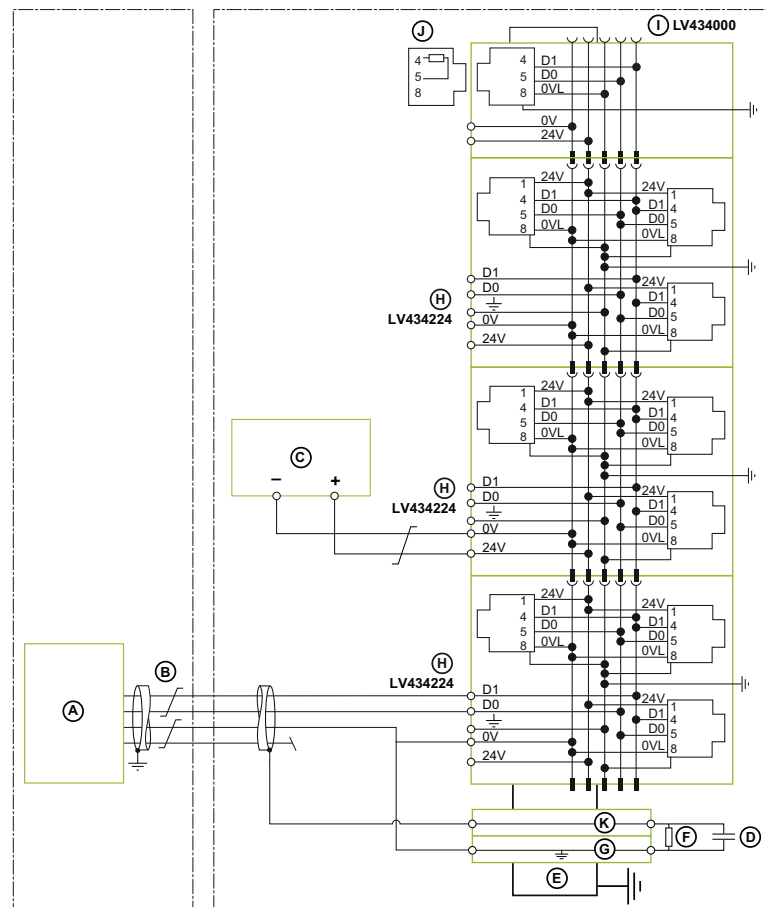 J
I LV434000
4
5
8
4
5
8
D1
D0
0VL
0V
24V
24V
D1
D0
0VL
1
4
5
8
24V
D1
D0
0VL
1
4
5
8
H
LV434224
D1
D0
0V
24V
24V
D1
D0
0VL
1
4
5
8
24V
D1
D0
0VL
1
4
5
8
24V
D1
D0
0VL
1
4
5
8
C
− +
H
LV434224
D1
D0
0V
24V
24V
D1
D0
0VL
1
4
5
8
24V
D1
D0
0VL
1
4
5
8
24V
D1
D0
0VL
1
4
5
8
A
B
H
LV434224
D1
D0
0V
24V
24V
D1
D0
0VL
1
4
5
8
K
F
D
G
E